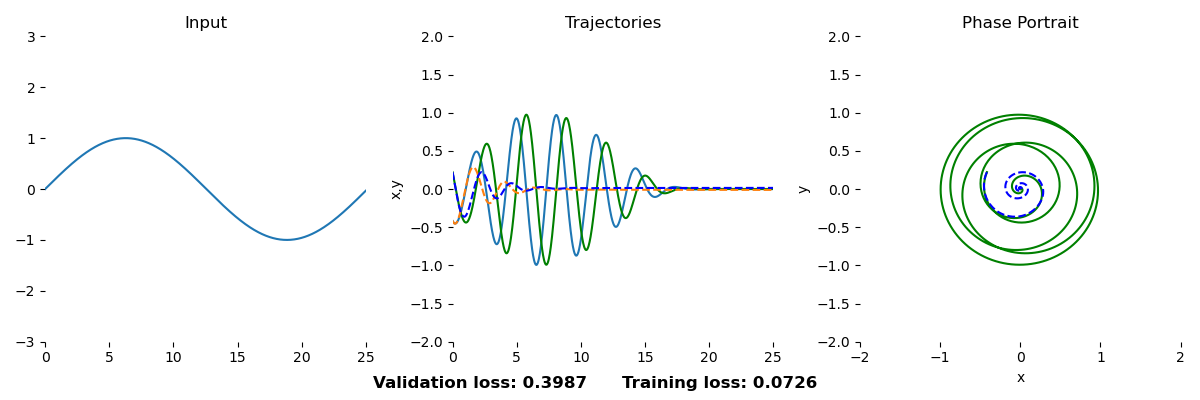 Input
3
2
1
0
−1
−2
−3
0 5 10 15 20 25
Trajectories
x,y
2.0
1.5
1.0
0.5
0.0
−0.5
−1.0
−1.5
−2.0
0 5 10 15 20 25
Phase Portrait
y
2.0
1.5
1.0
0.5
0.0
−0.5
−1.0
−1.5
−2.0
−2 −1 0 1 2
x
Validation loss: 0.3987 Training loss: 0.0726